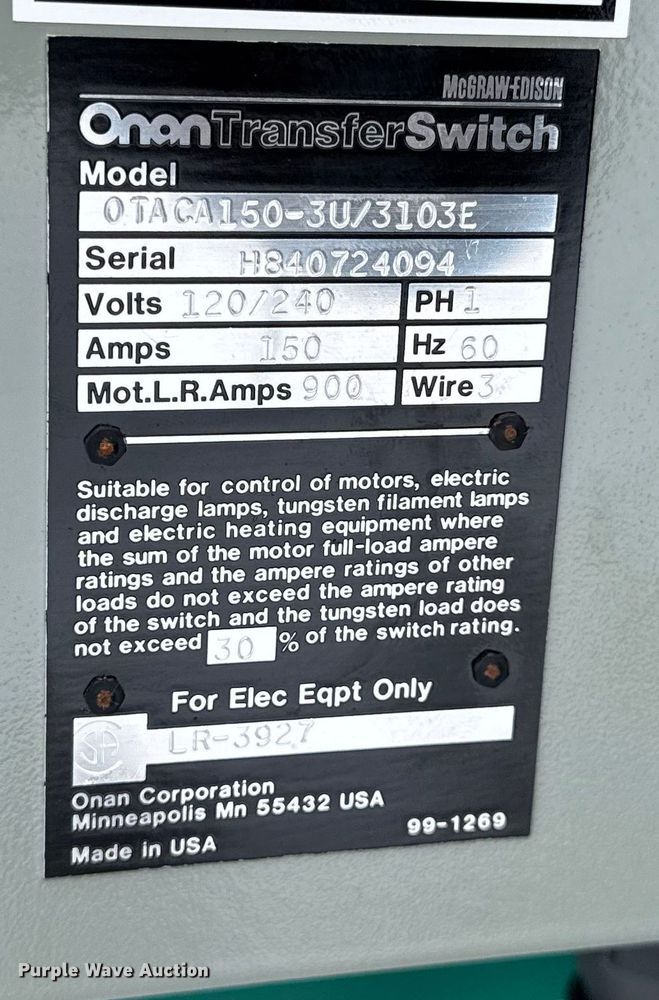 McGRAW-EDISON
Onan Transfer Switch
Model
OTACA150-3U/3103E
Serial H840724094
Volts 120/240 PH 1
Amps 150 Hz 60
Mot.L.R.Amps 900 Wire 3
Suitable for control of motors, electric
discharge lamps, tungsten filament lamps
and electric heating equipment where
the sum of the motor full-load ampere
ratings and the ampere ratings of other
loads do not exceed the ampere rating
of the switch and the tungsten load does
not exceed 30 % of the switch rating.
For Elec Eqpt Only
SA LR-3927
Onan Corporation
Minneapolis Mn 55432 USA
99-1269
Made in USA
Purple Wave Auction